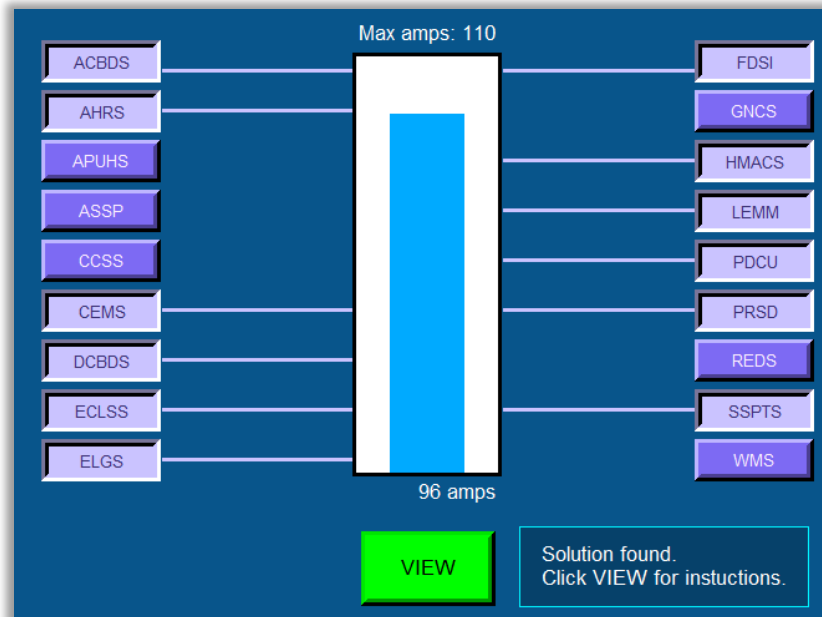 Max amps: 110
ACBDS
AHRS
APUHS
ASSP
CCSS
CEMS
DCBDS
ECLSS
ELGS
FDSI
GNCS
HMACS
LEMM
PDCU
PRSD
REDS
SSPTS
WMS
96 amps
VIEW
Solution found.
Click VIEW for instuctions.